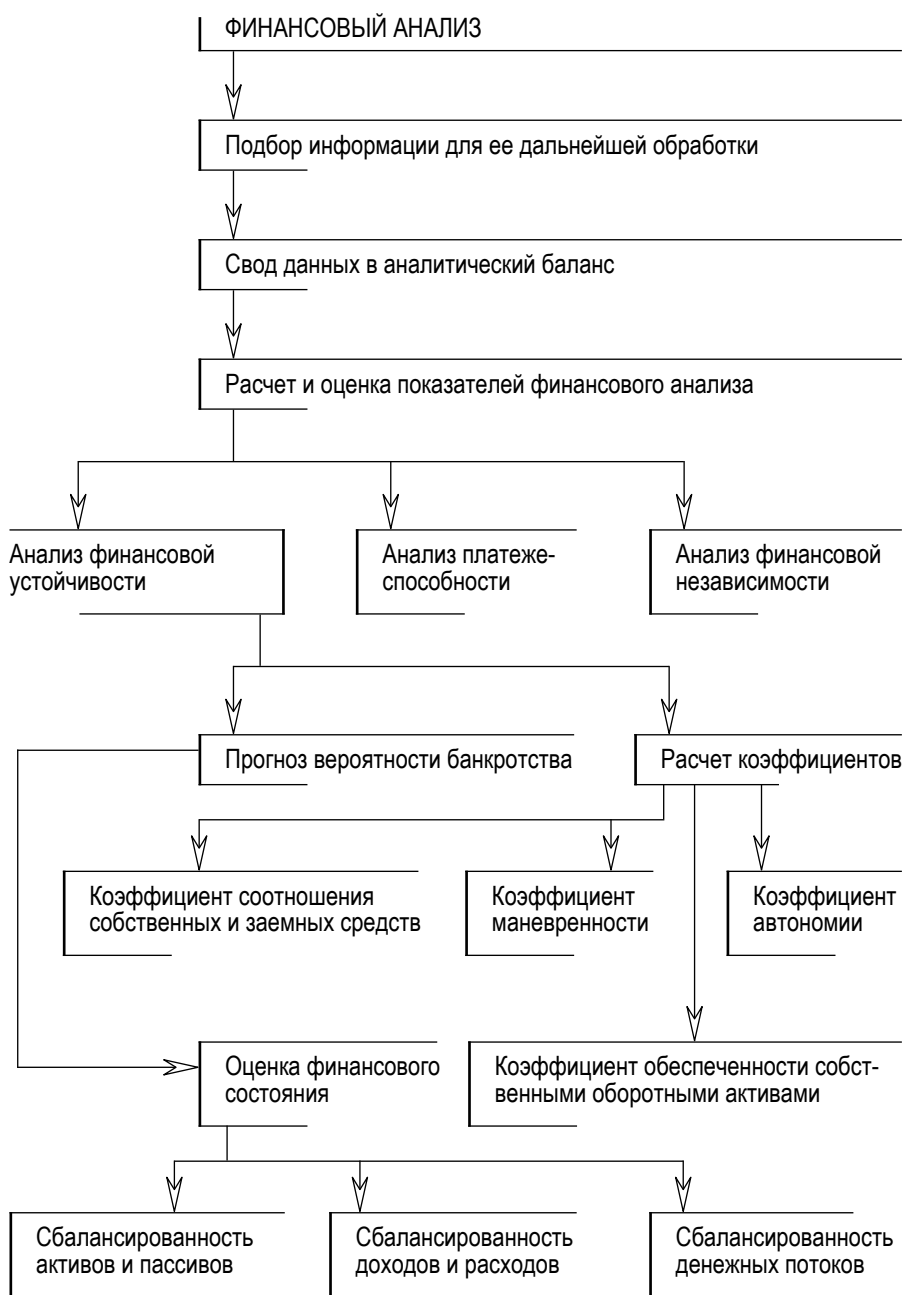 ФИНАНСОВЫЙ АНАЛИЗ
Подбор информации для ее дальнейшей обработки
Свод данных в аналитический баланс
Расчет и оценка показателей финансового анализа
Анализ финансовой
устойчивости
Анализ платеже-
способности
Анализ финансовой
независимости
Прогноз вероятности банкротства
Расчет коэффициентов
Коэффициент соотношения
собственных и заемных средств
Коэффициент
маневренности
Коэффициент
автономии
Оценка финансового
состояния
Коэффициент обеспеченности собст-
венными оборотными активами
Сбалансированность
активов и пассивов
Сбалансированность
доходов и расходов
Сбалансированность
денежных потоков